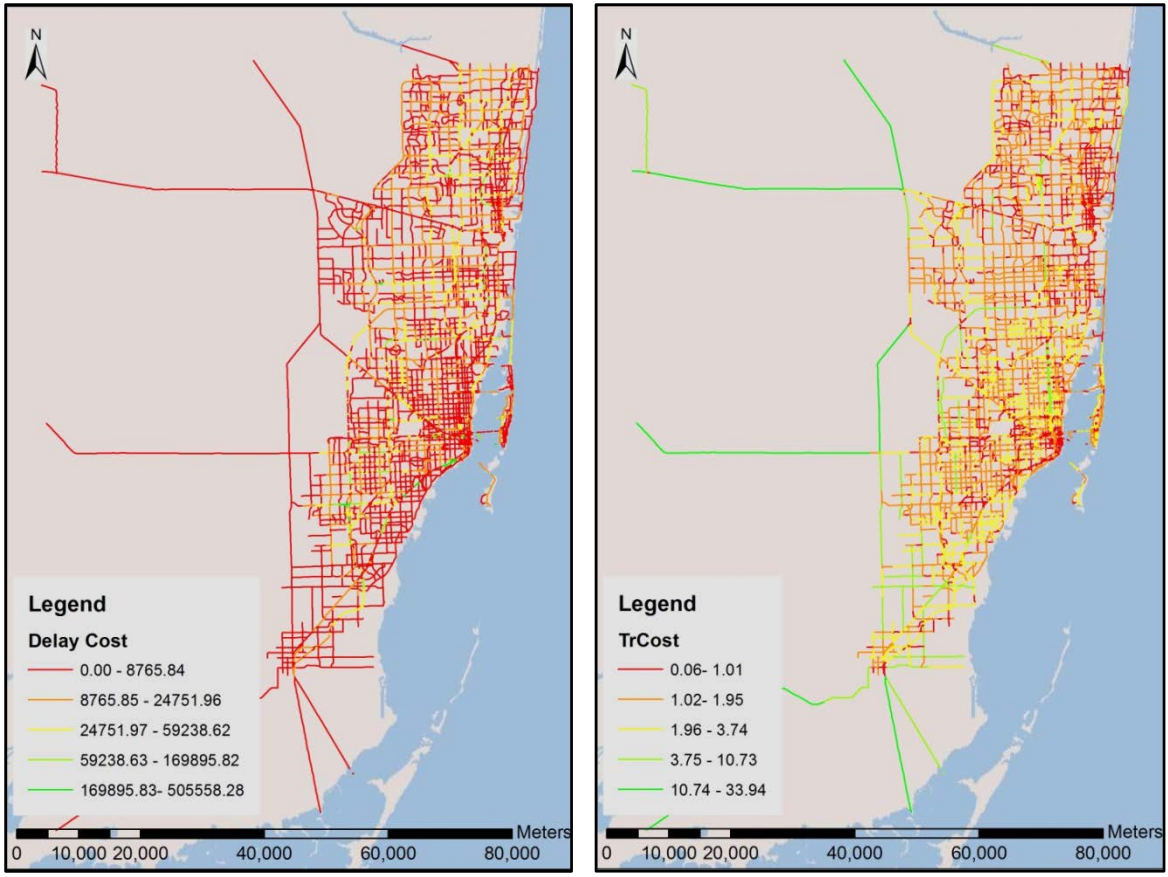 N
Legend
Delay Cost
0.00 - 8765.84
8765.85 - 24751.96
24751.97 - 59238.62
59238.63 - 169895.82
169895.83- 505558.28
Meters
0 10,000 20,000 40,000 60,000 80,000
N
Legend
TrCost
0.06- 1.01
1.02- 1.95
1.96 - 3.74
3.75 - 10.73
10.74 - 33.94
Meters
0 10,000 20,000 40,000 60,000 80,000